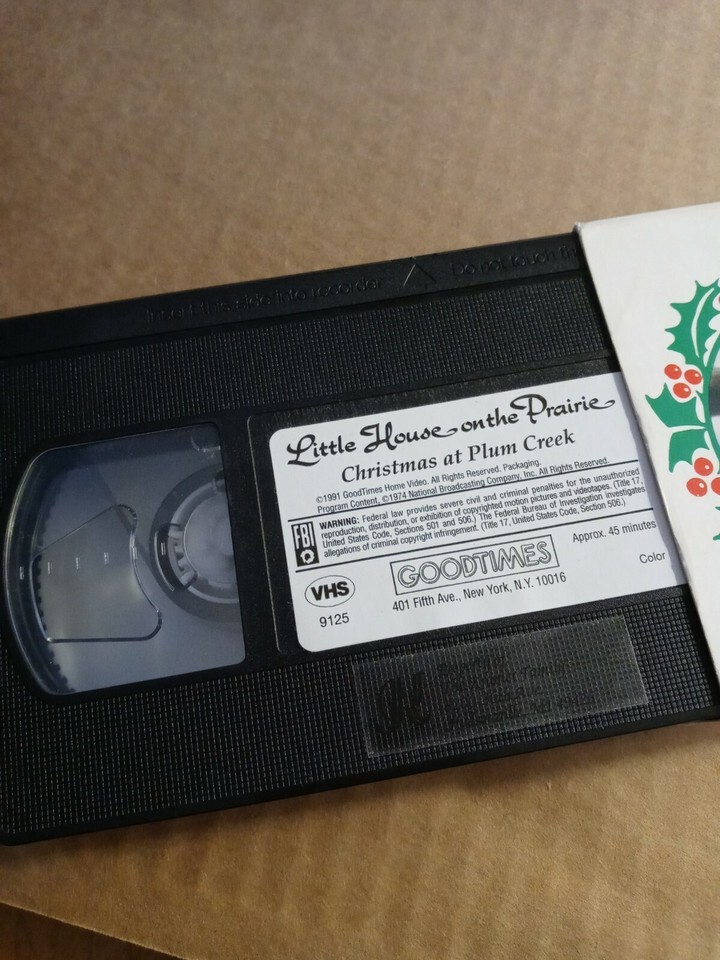 Insert this side into recorder
Do not touch
Little House on the Prairie
Christmas at Plum Creek
©1991 GoodTimes Home Video. All Rights Reserved. Packaging.
Program Content, ©1974 National Broadcasting Company, Inc. All Rights Reserved.
FBI
WARNING: Federal law provides severe civil and criminal penalties for the unauthorized
reproduction, distribution, or exhibition of copyrighted motion pictures and videotapes. (Title 17,
United States Code, Sections 501 and 506.) The Federal Bureau of Investigation investigates
allegations of criminal copyright infringement. (Title 17, United States Code, Section 506.)
VHS
9125
GOODTIMES
401 Fifth Ave., New York, N.Y. 10016
Approx. 45 minutes
Color
Family